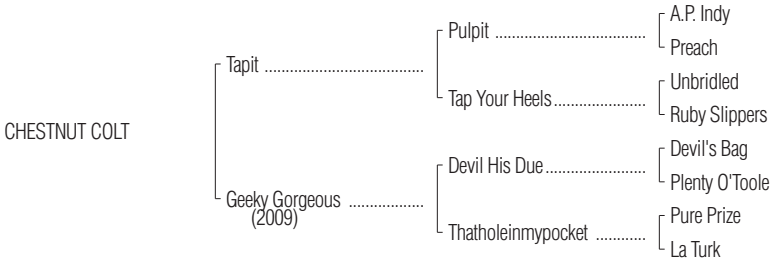 A.P. Indy
Pulpit ......................................
Preach
Tapit ........................................
Unbridled
Tap Your Heels.......................
Ruby Slippers
CHESTNUT COLT
Devil's Bag
Devil His Due .........................
Plenty O'Toole
Geeky Gorgeous ...................
(2009)
Pure Prize
Thatholeinmypocket .............
La Turk